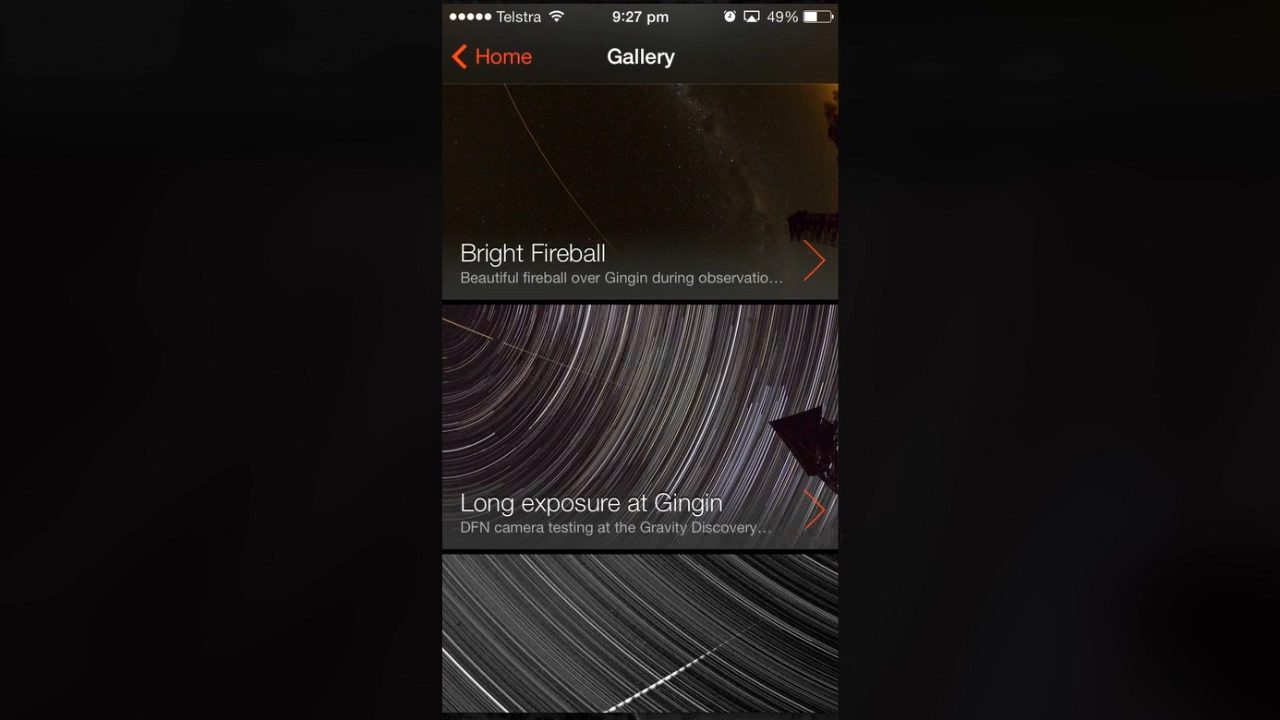 Telstra 9:27 pm 49%
Home Gallery
Bright Fireball
Beautiful fireball over Gingin during observatio…
Long exposure at Gingin
DFN camera testing at the Gravity Discovery…